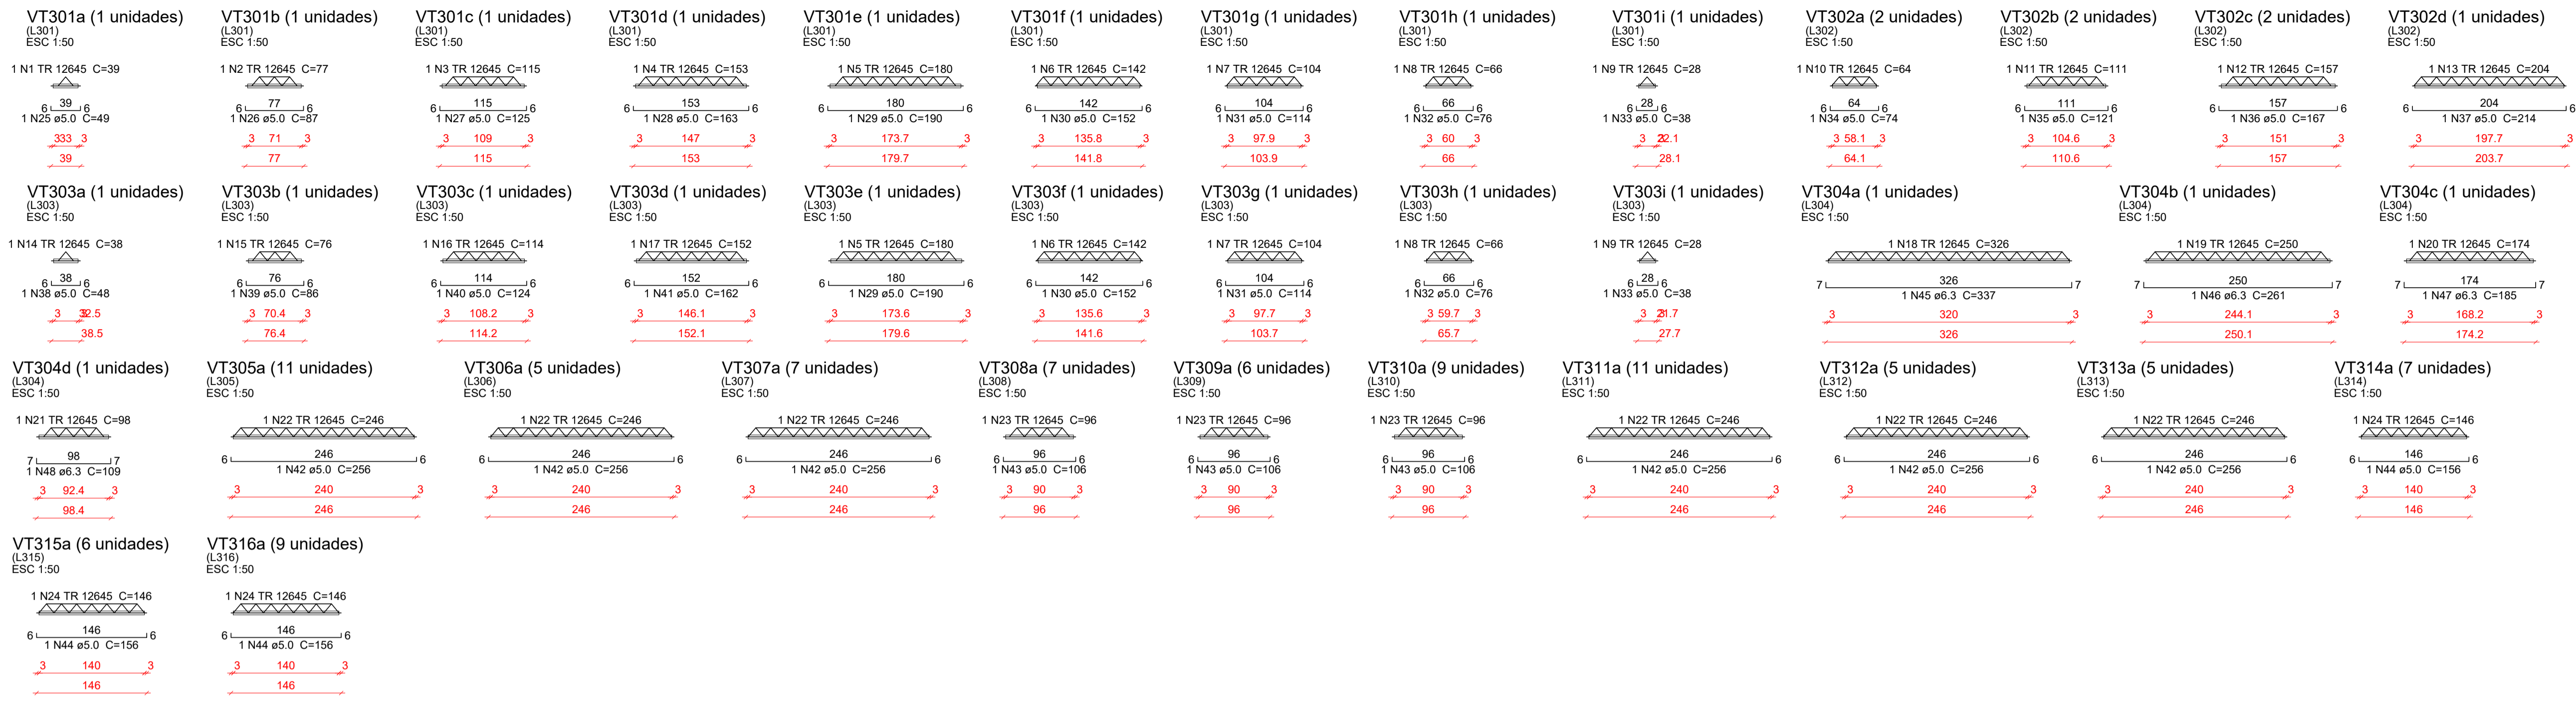 VT301a (1 unidades)
(L301)
ESC 1:50
1 N1 TR 12645 C=39
39
6 6
1 N25 ø5.0 C=49
333 3
39
VT301b (1 unidades)
(L301)
ESC 1:50
1 N2 TR 12645 C=77
77
6 6
1 N26 ø5.0 C=87
3 71 3
77
VT301c (1 unidades)
(L301)
ESC 1:50
1 N3 TR 12645 C=115
115
6 6
1 N27 ø5.0 C=125
3 109 3
115
VT301d (1 unidades)
(L301)
ESC 1:50
1 N4 TR 12645 C=153
153
6 6
1 N28 ø5.0 C=163
3 147 3
153
VT301e (1 unidades)
(L301)
ESC 1:50
1 N5 TR 12645 C=180
180
6 6
1 N29 ø5.0 C=190
3 173.7 3
179.7
VT301f (1 unidades)
(L301)
ESC 1:50
1 N6 TR 12645 C=142
142
6 6
1 N30 ø5.0 C=152
3 135.8 3
141.8
VT301g (1 unidades)
(L301)
ESC 1:50
1 N7 TR 12645 C=104
104
6 6
1 N31 ø5.0 C=114
3 97.9 3
103.9
VT301h (1 unidades)
(L301)
ESC 1:50
1 N8 TR 12645 C=66
66
6 6
1 N32 ø5.0 C=76
3 60 3
66
VT301i (1 unidades)
(L301)
ESC 1:50
1 N9 TR 12645 C=28
28
6 6
1 N33 ø5.0 C=38
3 22.1
28.1
VT302a (2 unidades)
(L302)
ESC 1:50
1 N10 TR 12645 C=64
64
6 6
1 N34 ø5.0 C=74
3 58.1 3
64.1
VT302b (2 unidades)
(L302)
ESC 1:50
1 N11 TR 12645 C=111
111
6 6
1 N35 ø5.0 C=121
3 104.6 3
110.6
VT302c (2 unidades)
(L302)
ESC 1:50
1 N12 TR 12645 C=157
157
6 6
1 N36 ø5.0 C=167
3 151 3
157
VT302d (1 unidades)
(L302)
ESC 1:50
1 N13 TR 12645 C=204
204
6 6
1 N37 ø5.0 C=214
3 197.7 3
203.7
VT303a (1 unidades)
(L303)
ESC 1:50
1 N14 TR 12645 C=38
38
6 6
1 N38 ø5.0 C=48
3 32.5
38.5
VT303b (1 unidades)
(L303)
ESC 1:50
1 N15 TR 12645 C=76
76
6 6
1 N39 ø5.0 C=86
3 70.4 3
76.4
VT303c (1 unidades)
(L303)
ESC 1:50
1 N16 TR 12645 C=114
114
6 6
1 N40 ø5.0 C=124
3 108.2 3
114.2
VT303d (1 unidades)
(L303)
ESC 1:50
1 N17 TR 12645 C=152
152
6 6
1 N41 ø5.0 C=162
3 146.1 3
152.1
VT303e (1 unidades)
(L303)
ESC 1:50
1 N5 TR 12645 C=180
180
6 6
1 N29 ø5.0 C=190
3 173.6 3
179.6
VT303f (1 unidades)
(L303)
ESC 1:50
1 N6 TR 12645 C=142
142
6 6
1 N30 ø5.0 C=152
3 135.6 3
141.6
VT303g (1 unidades)
(L303)
ESC 1:50
1 N7 TR 12645 C=104
104
6 6
1 N31 ø5.0 C=114
3 97.7 3
103.7
VT303h (1 unidades)
(L303)
ESC 1:50
1 N8 TR 12645 C=66
66
6 6
1 N32 ø5.0 C=76
3 59.7 3
65.7
VT303i (1 unidades)
(L303)
ESC 1:50
1 N9 TR 12645 C=28
28
6 6
1 N33 ø5.0 C=38
3 21.7
27.7
VT304a (1 unidades)
(L304)
ESC 1:50
1 N18 TR 12645 C=326
326
7 7
1 N45 ø6.3 C=337
3 320 3
326
VT304b (1 unidades)
(L304)
ESC 1:50
1 N19 TR 12645 C=250
250
7 7
1 N46 ø6.3 C=261
3 244.1 3
250.1
VT304c (1 unidades)
(L304)
ESC 1:50
1 N20 TR 12645 C=174
174
7 7
1 N47 ø6.3 C=185
3 168.2 3
174.2
VT304d (1 unidades)
(L304)
ESC 1:50
1 N21 TR 12645 C=98
98
7 7
1 N48 ø6.3 C=109
3 92.4 3
98.4
VT305a (11 unidades)
(L305)
ESC 1:50
1 N22 TR 12645 C=246
246
6 6
1 N42 ø5.0 C=256
3 240 3
246
VT306a (5 unidades)
(L306)
ESC 1:50
1 N22 TR 12645 C=246
246
6 6
1 N42 ø5.0 C=256
3 240 3
246
VT307a (7 unidades)
(L307)
ESC 1:50
1 N22 TR 12645 C=246
246
6 6
1 N42 ø5.0 C=256
3 240 3
246
VT308a (7 unidades)
(L308)
ESC 1:50
1 N23 TR 12645 C=96
96
6 6
1 N43 ø5.0 C=106
3 90 3
96
VT309a (6 unidades)
(L309)
ESC 1:50
1 N23 TR 12645 C=96
96
6 6
1 N43 ø5.0 C=106
3 90 3
96
VT310a (9 unidades)
(L310)
ESC 1:50
1 N23 TR 12645 C=96
96
6 6
1 N43 ø5.0 C=106
3 90 3
96
VT311a (11 unidades)
(L311)
ESC 1:50
1 N22 TR 12645 C=246
246
6 6
1 N42 ø5.0 C=256
3 240 3
246
VT312a (5 unidades)
(L312)
ESC 1:50
1 N22 TR 12645 C=246
246
6 6
1 N42 ø5.0 C=256
3 240 3
246
VT313a (5 unidades)
(L313)
ESC 1:50
1 N22 TR 12645 C=246
246
6 6
1 N42 ø5.0 C=256
3 240 3
246
VT314a (7 unidades)
(L314)
ESC 1:50
1 N24 TR 12645 C=146
146
6 6
1 N44 ø5.0 C=156
3 140 3
146
VT315a (6 unidades)
(L315)
ESC 1:50
1 N24 TR 12645 C=146
146
6 6
1 N44 ø5.0 C=156
3 140 3
146
VT316a (9 unidades)
(L316)
ESC 1:50
1 N24 TR 12645 C=146
146
6 6
1 N44 ø5.0 C=156
3 140 3
146